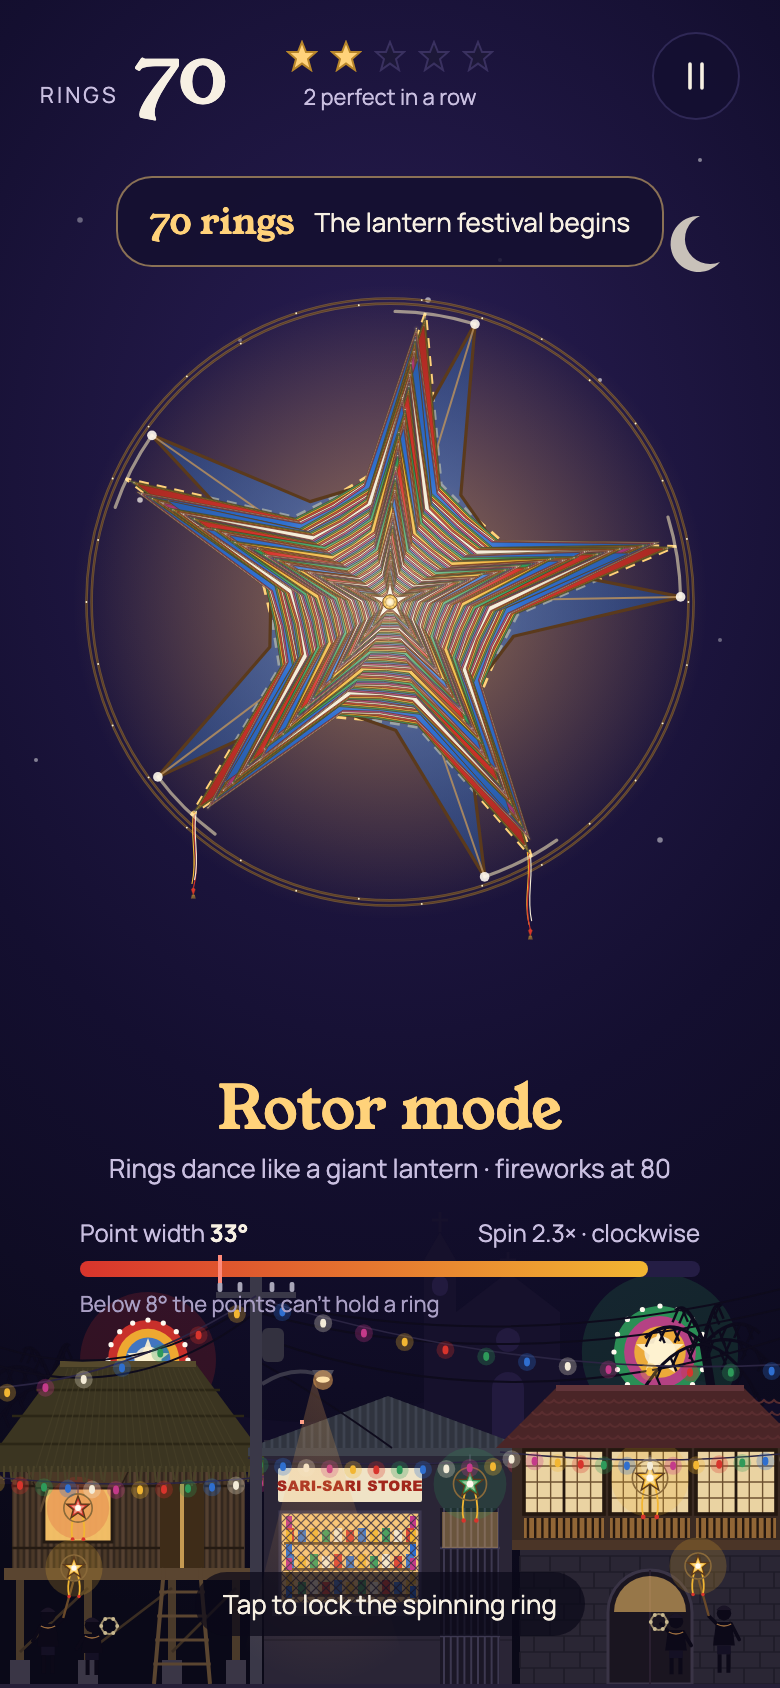 RINGS 70
2 perfect in a row
70 rings The lantern festival begins
Rotor mode
Rings dance like a giant lantern · fireworks at 80
Point width 33°
Spin 2.3× · clockwise
Below 8° the points can't hold a ring
SARI-SARI STORE
Tap to lock the spinning ring